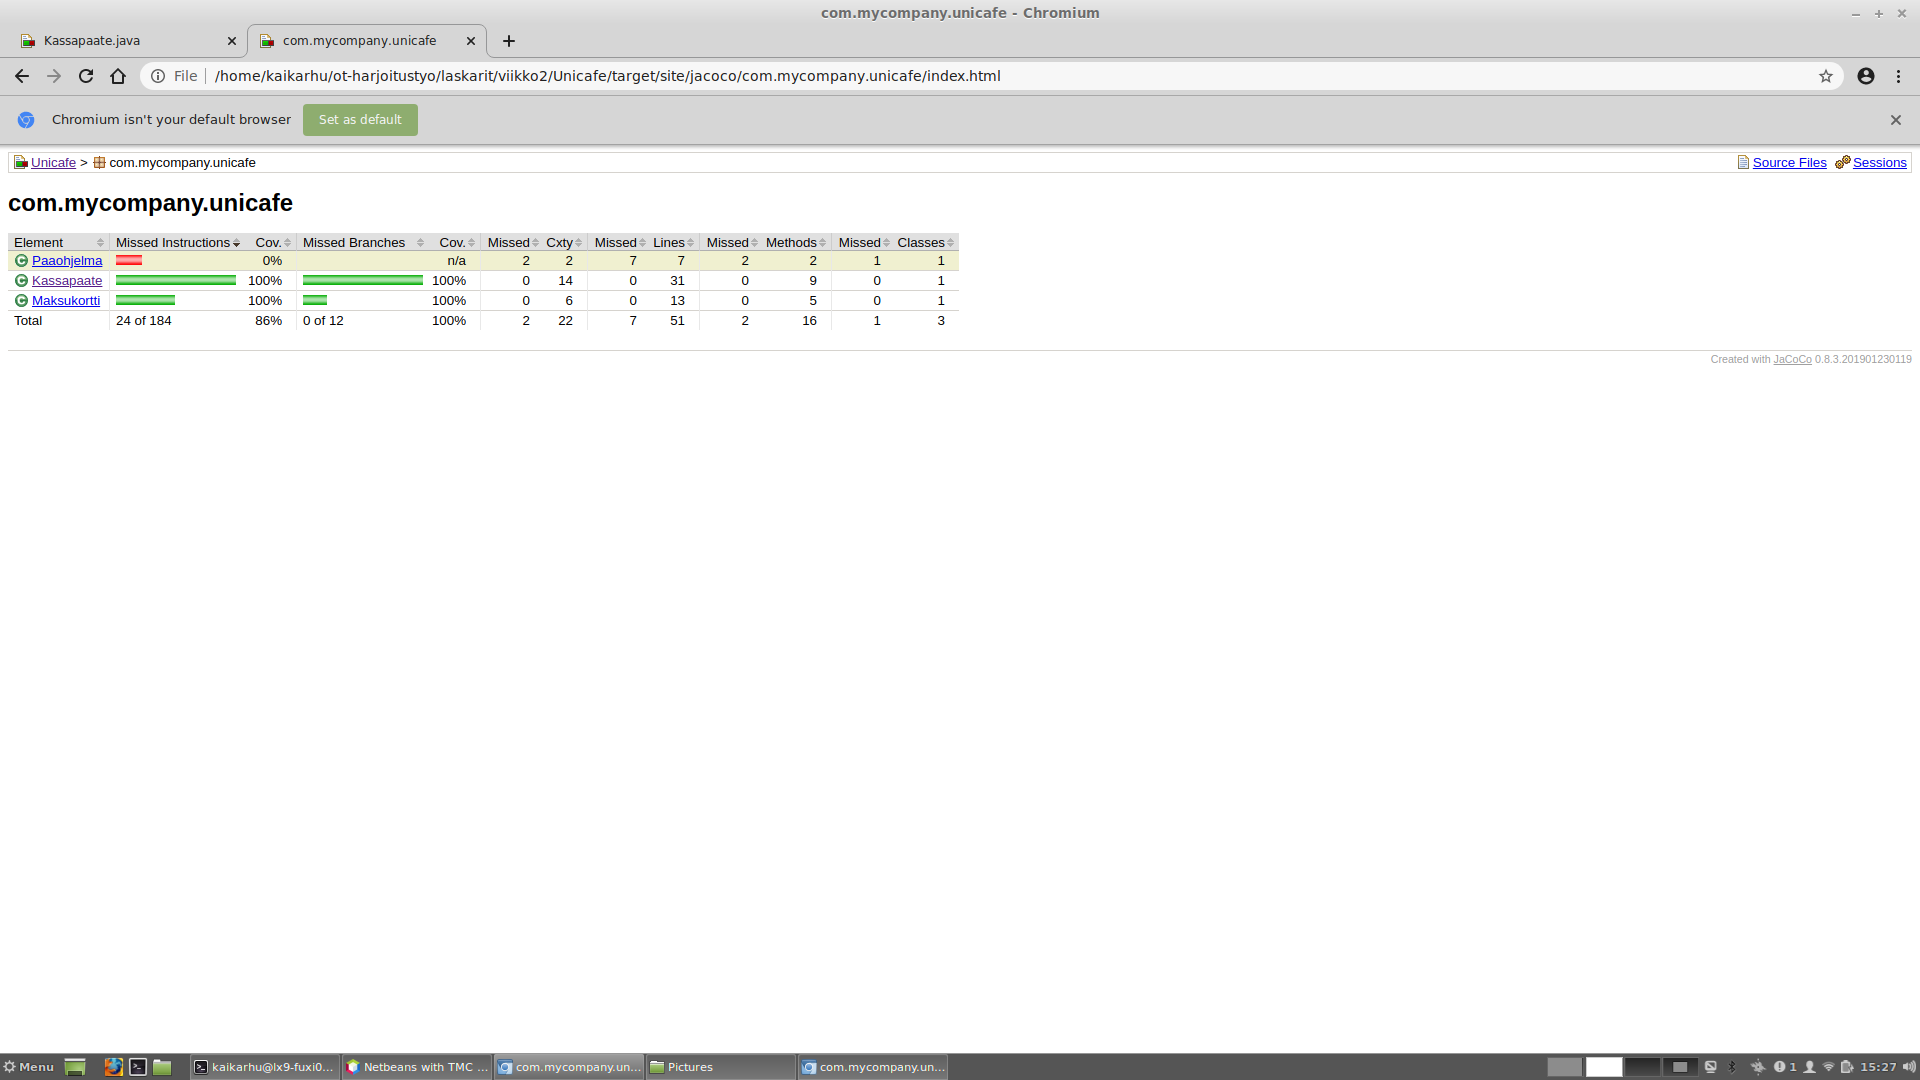 com.mycompany.unicafe - Chromium
Kassapaate.java
com.mycompany.unicafe
File /home/kaikarhu/ot-harjoitustyo/laskarit/viikko2/Unicafe/target/site/jacoco/com.mycompany.unicafe/index.html
Chromium isn't your default browser Set as default
Unicafe > com.mycompany.unicafe Source Files Sessions
com.mycompany.unicafe
Element Missed Instructions Cov. Missed Branches Cov. Missed Cxty Missed Lines Missed Methods Missed Classes
Paaohjelma 0% n/a 2 2 7 7 2 2 1 1
Kassapaate 100% 100% 0 14 0 31 0 9 0 1
Maksukortti 100% 100% 0 6 0 13 0 5 0 1
Total 24 of 184 86% 0 of 12 100% 2 22 7 51 2 16 1 3
Created with JaCoCo 0.8.3.201901230119
Menu kaikarhu@lx9-fuxi0... Netbeans with TMC ... com.mycompany.un... Pictures com.mycompany.un... 1 15:27